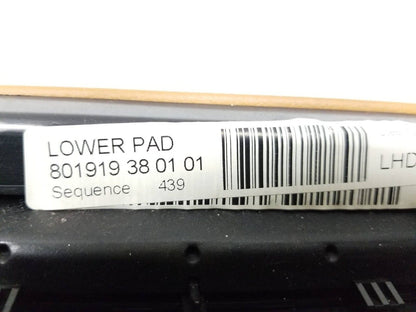 LOWER PAD
801919 38 01 01
Sequence 439
LHD